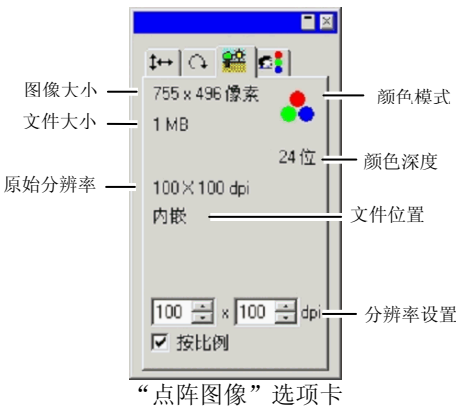 图像大小
755 x 496 像素
颜色模式
文件大小
1 MB
24 位
颜色深度
原始分辨率
100×100 dpi
内嵌
文件位置
100 x 100 dpi
分辨率设置
按比例
“点阵图像”选项卡